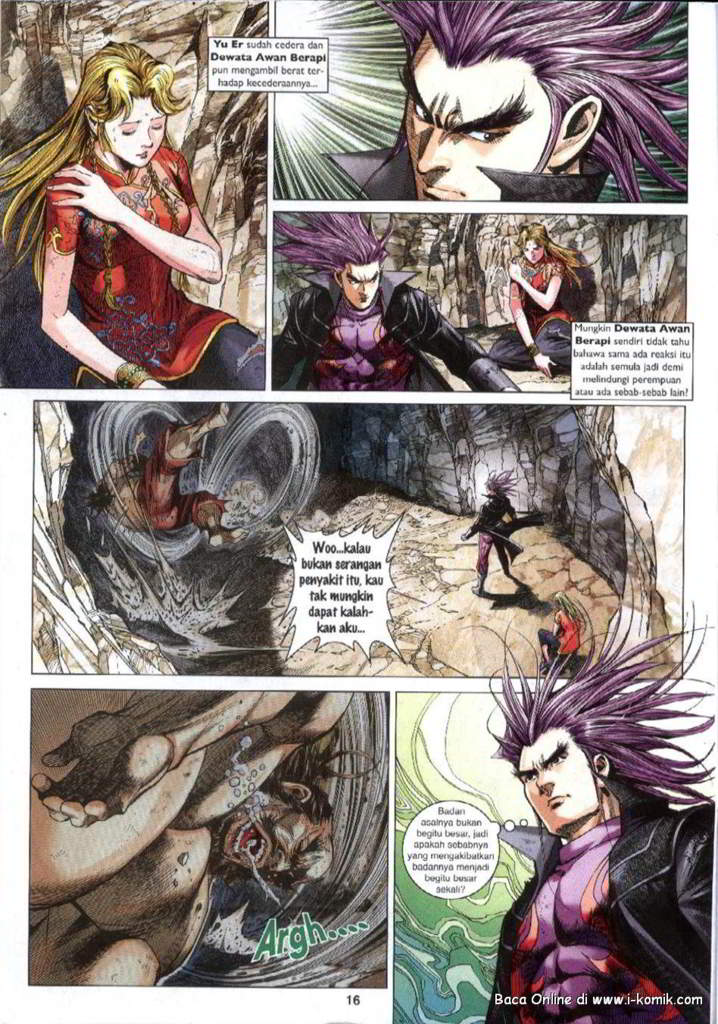 Yu Er sudah cedera dan
Dewata Awan Berapi
pun mengambil berat ter-
hadap kecederaannya...
Mungkin Dewata Awan
Berapi sendiri tidak tahu
bahawa sama ada reaksi itu
adalah semula jadi demi
melindungi perempuan
atau ada sebab-sebab lain?
Woo...kalau
bukan serangan
penyakit itu, kau
tak mungkin
dapat kalah-
kan aku...
Argh....
Badan
asalnya bukan
begitu besar, jadi
apakah sebabnya
yang mengakibatkan
badannya menjadi
begitu besar
sekali?
16
Baca Online di www.i-komik.com